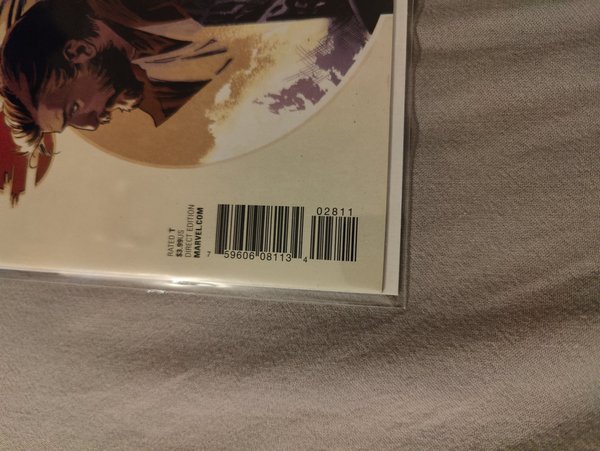 RATED T
$3.99US
DIRECT EDITION
MARVEL.COM
02811
7 59606 08113 4